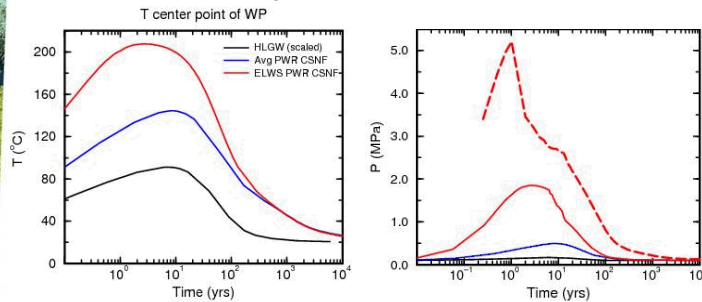 T center point of WP
200
160
120
80
40
0
T (°C)
HLGW (scaled)
Avg PWR CSNF
ELWS PWR CSNF
10⁰ 10¹ 10² 10³ 10⁴
Time (yrs)
5.0
4.0
3.0
2.0
1.0
0.0
P (MPa)
10⁻¹ 10⁰ 10¹ 10² 10³ 10
Time (yrs)